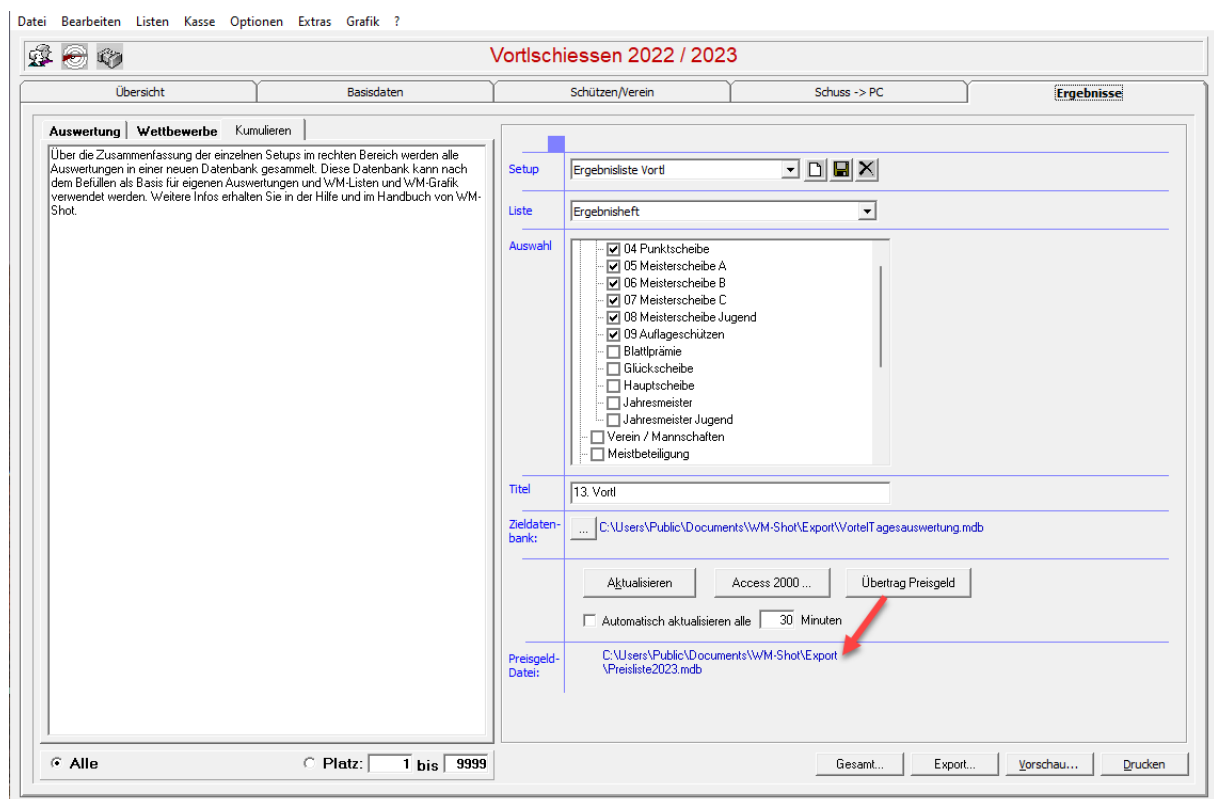 Datei Bearbeiten Listen Kasse Optionen Extras Grafik ?
Vortlschiessen 2022 / 2023
Übersicht Basisdaten Schützen/Verein Schuss -> PC Ergebnisse
Auswertung Wettbewerbe Kumulieren
Über die Zusammenfassung der einzelnen Setups im rechten Bereich werden alle
Auswertungen in einer neuen Datenbank gesammelt. Diese Datenbank kann nach
dem Befüllen als Basis für eigenen Auswertungen und WM-Listen und WM-Grafik
verwendet werden. Weitere Infos erhalten Sie in der Hilfe und im Handbuch von WM-
Shot.
Setup Ergebnisliste Vortl
Liste Ergebnisheft
Auswahl
04 Punktscheibe
05 Meisterscheibe A
06 Meisterscheibe B
07 Meisterscheibe C
08 Meisterscheibe Jugend
09 Auflageschützen
Blattlprämie
Glückscheibe
Hauptscheibe
Jahresmeister
Jahresmeister Jugend
Verein / Mannschaften
Meistbeteiligung
Titel 13. Vortl
Zieldaten-
bank:
... C:\Users\Public\Documents\WM-Shot\Export\VortelTagesauswertung.mdb
Aktualisieren Access 2000 ... Übertrag Preisgeld
Automatisch aktualisieren alle 30 Minuten
Preisgeld-
Datei:
C:\Users\Public\Documents\WM-Shot\Export
\Preisliste2023.mdb
Alle Platz: 1 bis 9999
Gesamt... Export... Vorschau... Drucken